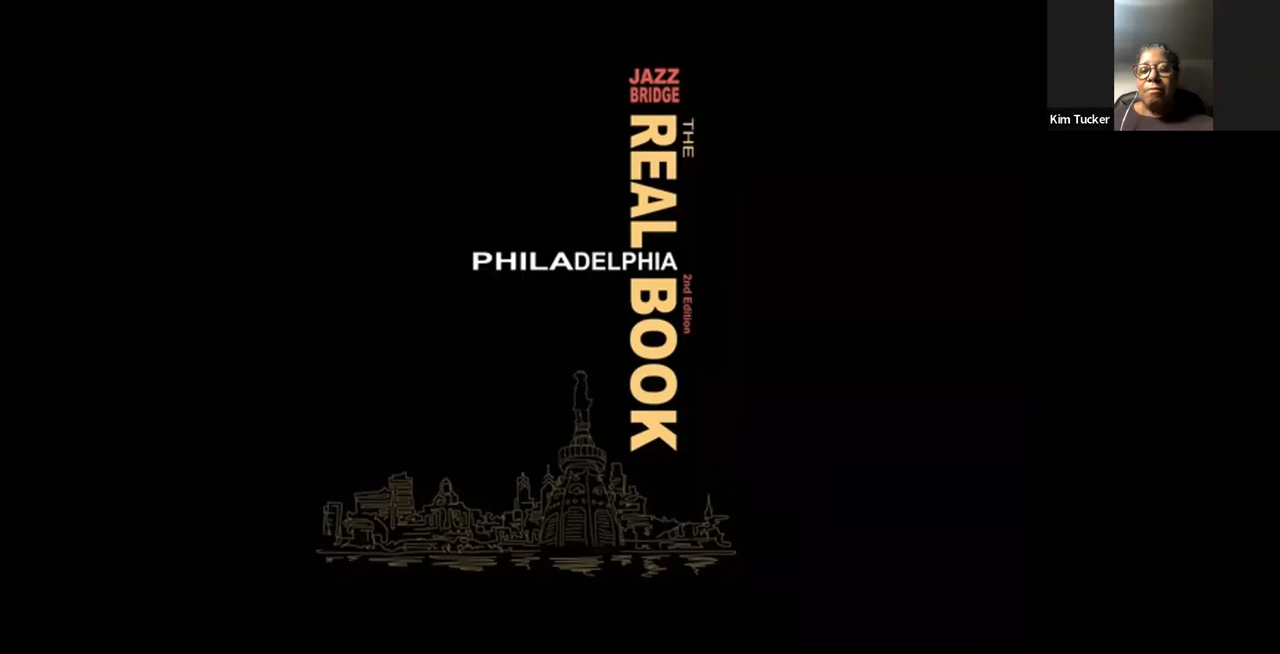 JAZZ
BRIDGE
THE
REAL BOOK
PHILADELPHIA
2nd Edition
Kim Tucker